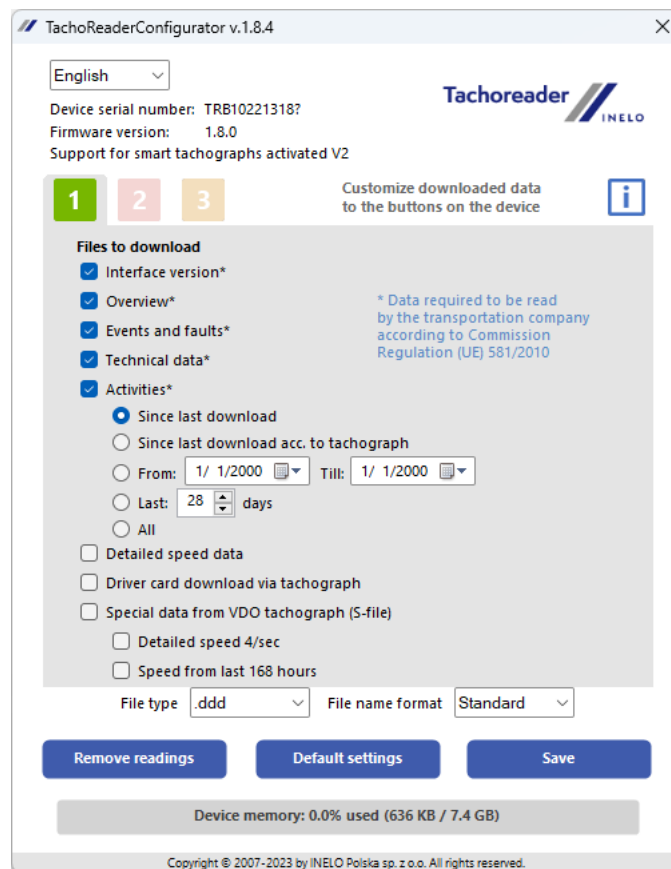 TachoReaderConfigurator v.1.8.4
English
Tachoreader
INELO
Device serial number: TRB10221318?
Firmware version: 1.8.0
Support for smart tachographs activated V2
1 2 3
Customize downloaded data
to the buttons on the device
i
Files to download
Interface version*
Overview*
Events and faults*
Technical data*
* Data required to be read
by the transportation company
according to Commission
Regulation (UE) 581/2010
Activities*
Since last download
Since last download acc. to tachograph
From: 1/ 1/2000 Till: 1/ 1/2000
Last: 28 days
All
Detailed speed data
Driver card download via tachograph
Special data from VDO tachograph (S-file)
Detailed speed 4/sec
Speed from last 168 hours
File type .ddd File name format Standard
Remove readings Default settings Save
Device memory: 0.0% used (636 KB / 7.4 GB)
Copyright © 2007-2023 by INELO Polska sp. z o.o. All rights reserved.